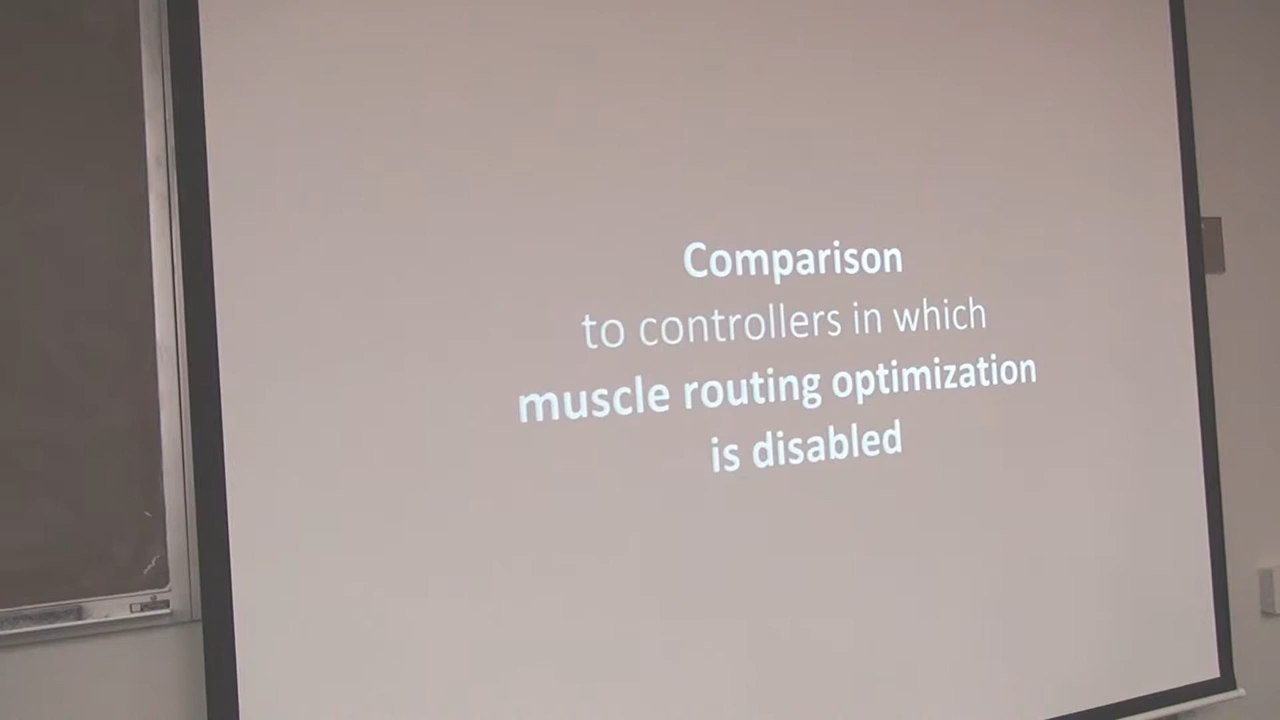 Comparison
to controllers in which
muscle routing optimization
is disabled